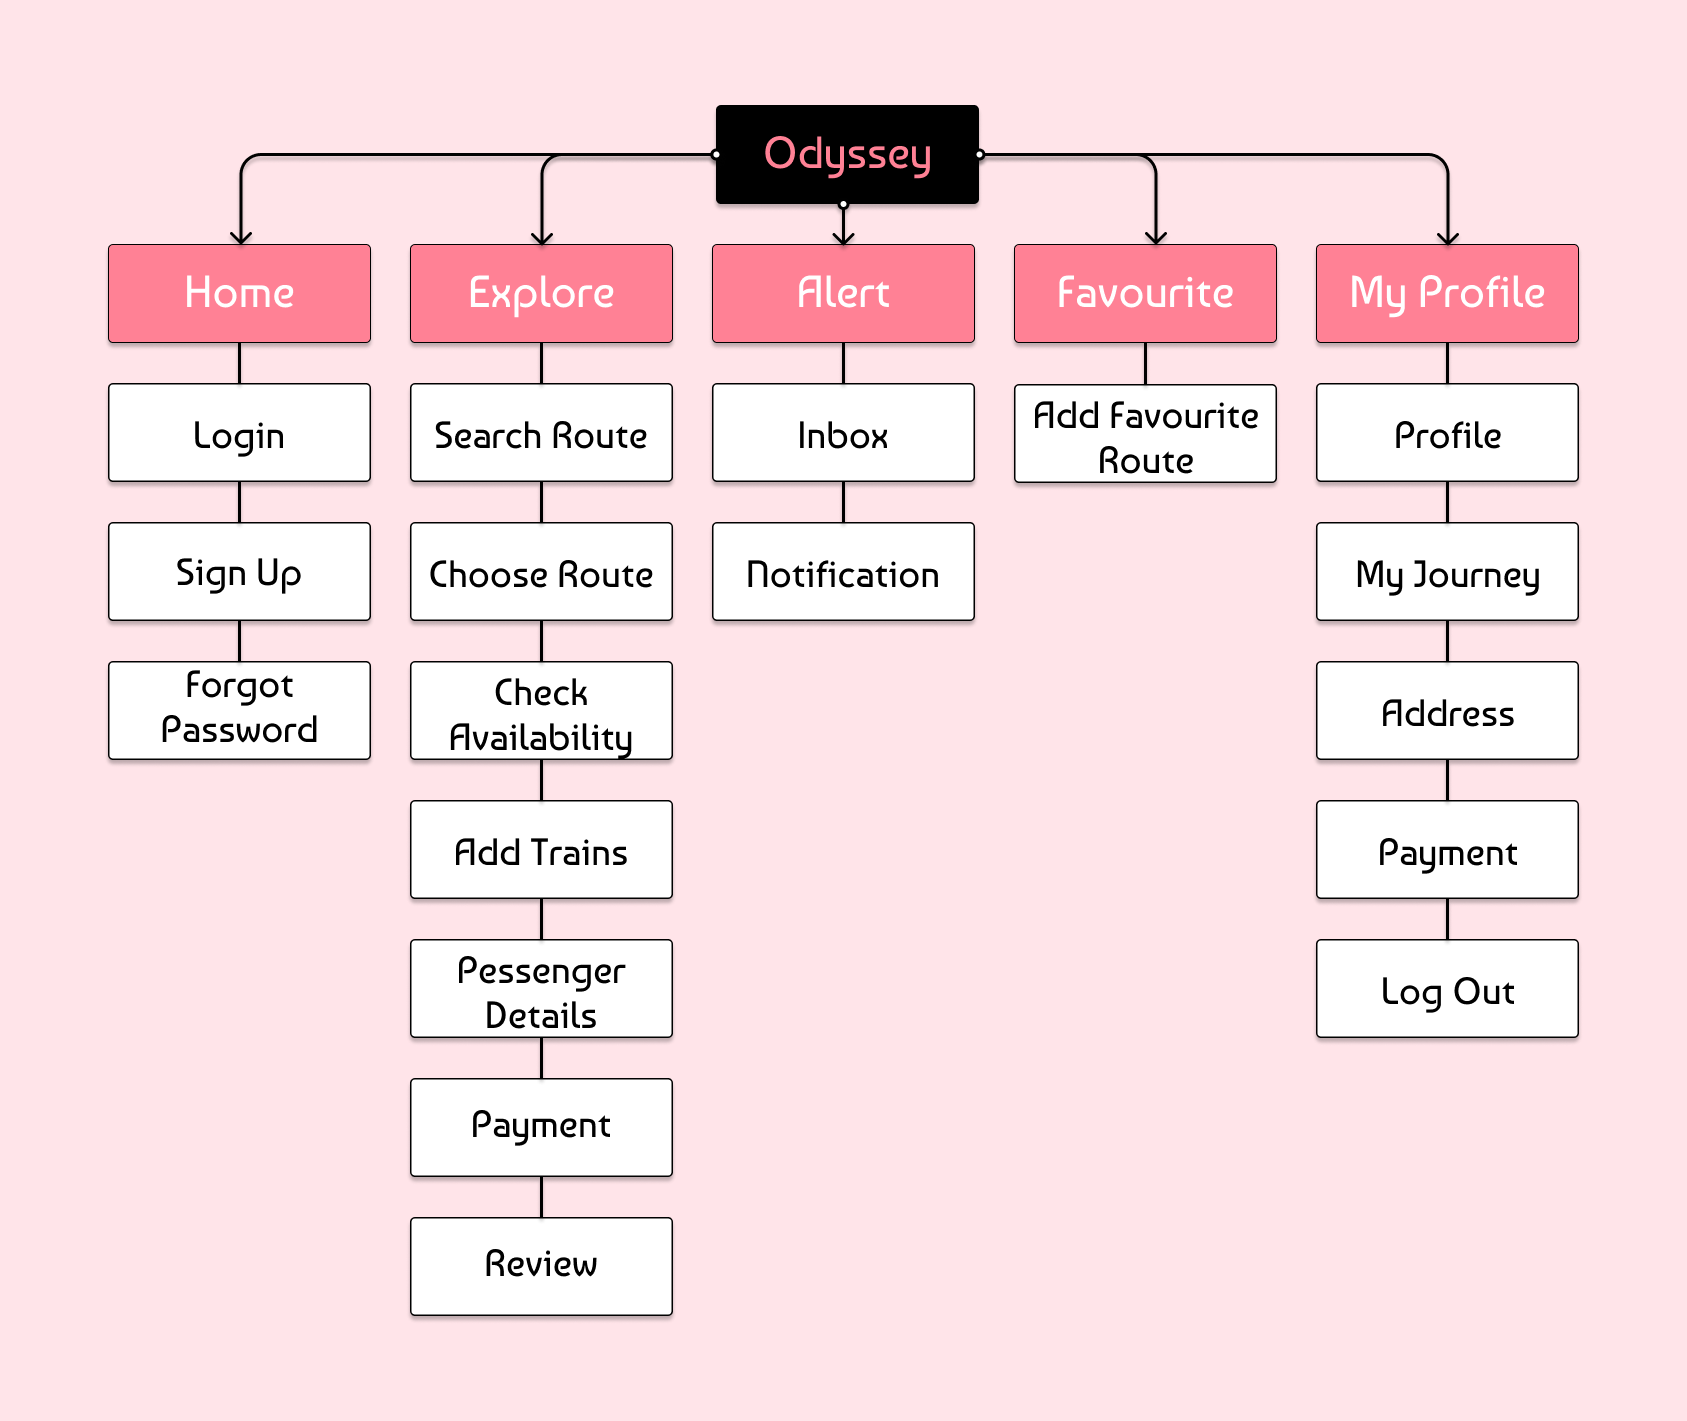 Odyssey
Home
Explore
Alert
Favourite
My Profile
Login
Sign Up
Forgot
Password
Search Route
Choose Route
Check
Availability
Add Trains
Pessenger
Details
Payment
Review
Inbox
Notification
Add Favourite
Route
Profile
My Journey
Address
Payment
Log Out